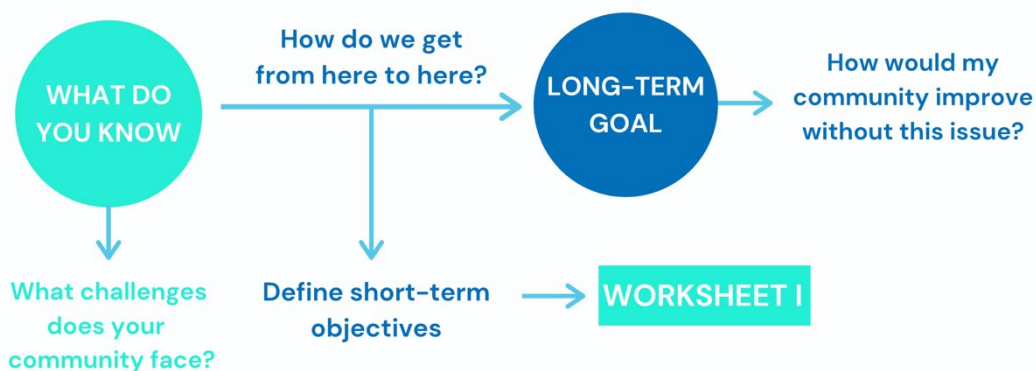 How do we get
from here to here?
WHAT DO
YOU KNOW
LONG-TERM
GOAL
How would my
community improve
without this issue?
What challenges
does your
community face?
Define short-term
objectives
WORKSHEET I